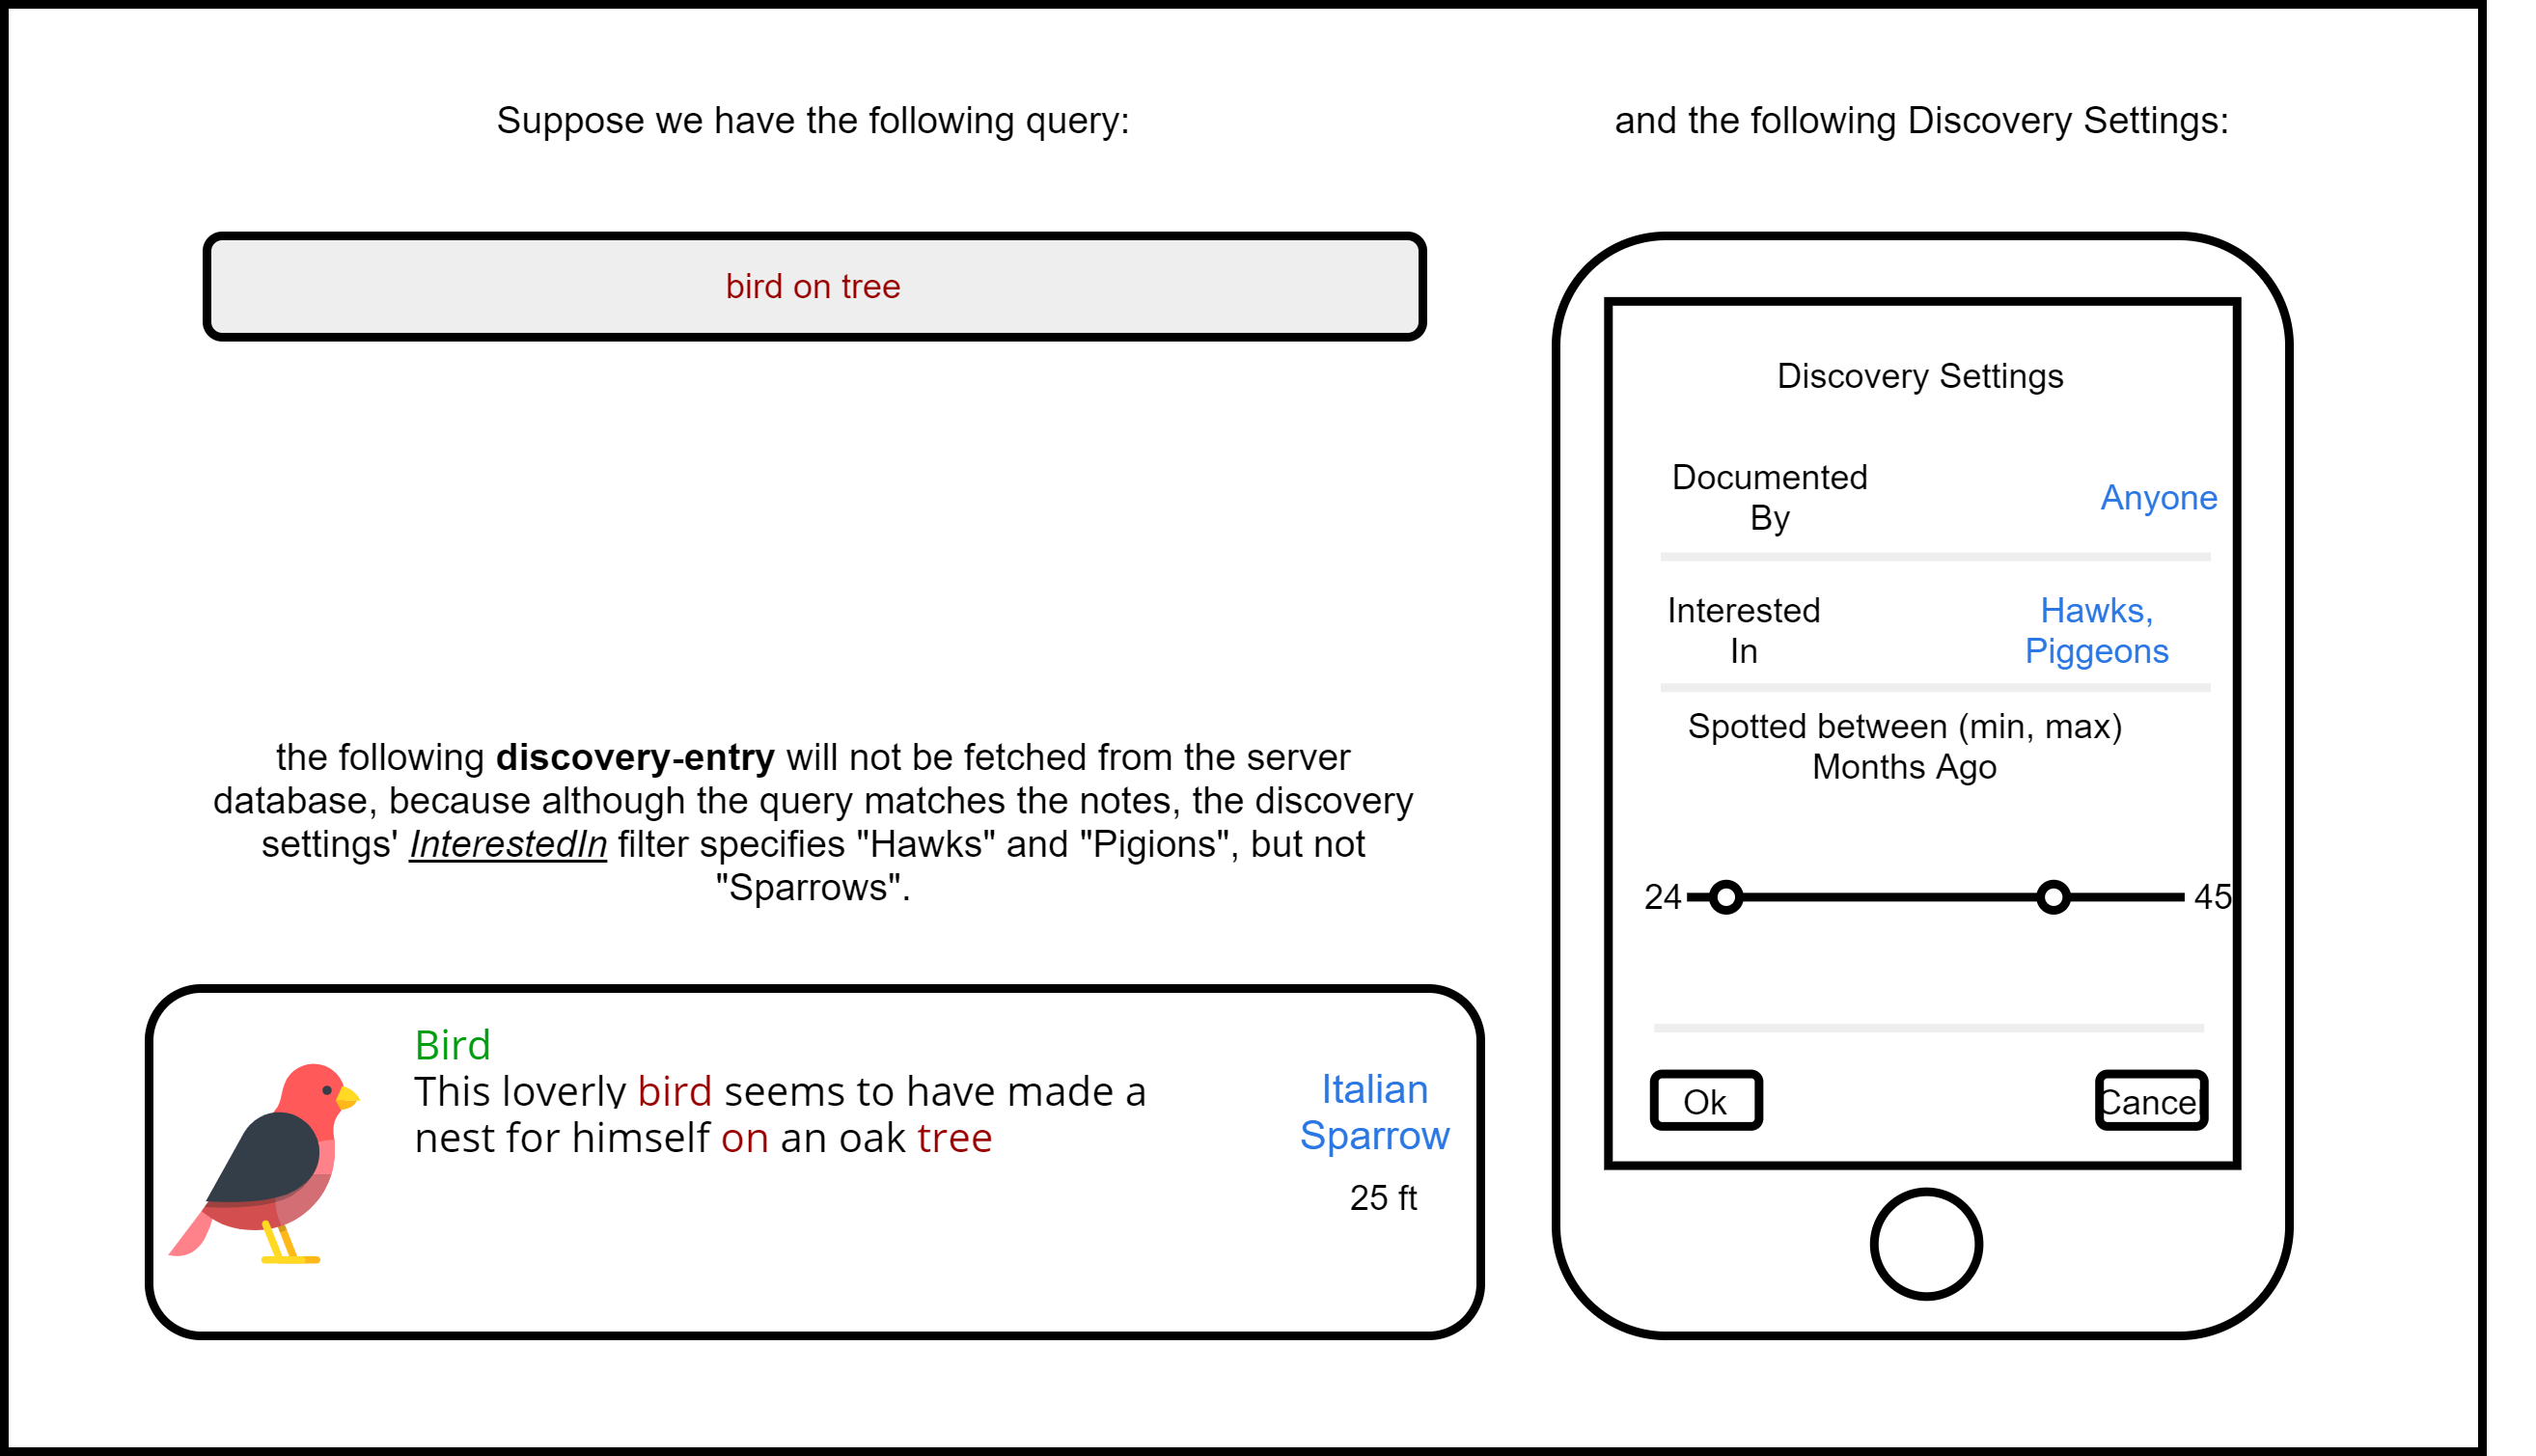 Suppose we have the following query:
and the following Discovery Settings:
bird on tree
the following discovery-entry will not be fetched from the server
database, because although the query matches the notes, the discovery
settings' InterestedIn filter specifies "Hawks" and "Pigions", but not
"Sparrows".
Bird
This loverly bird seems to have made a
nest for himself on an oak tree
Italian
Sparrow
25 ft
Discovery Settings
Documented
By
Anyone
Interested
In
Hawks,
Piggeons
Spotted between (min, max)
Months Ago
24
45
Ok
Cancel